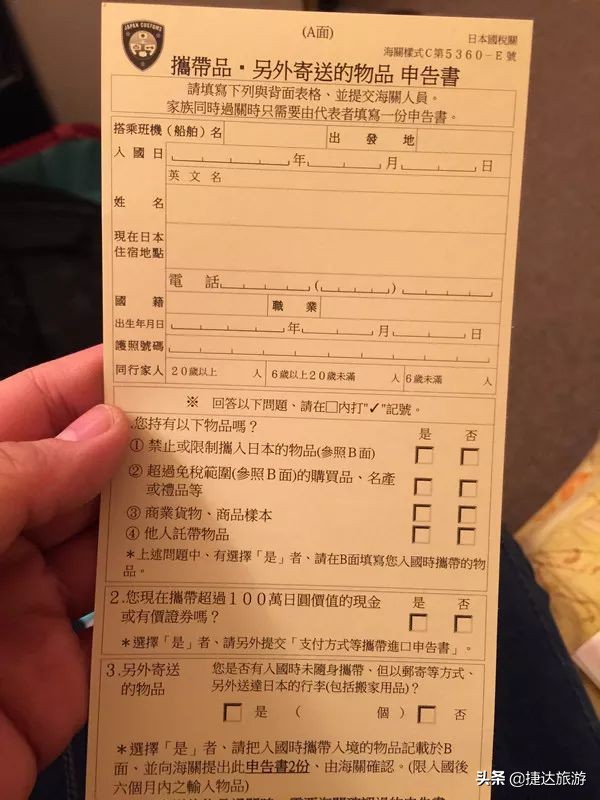 JAPAN CUSTOMS
(A面)
日本國稅關
海關樣式C第5360-E號
攜帶品・另外寄送的物品 申告書
請填寫下列與背面表格、並提交海關人員。
家族同時過關時只需要由代表者填寫一份申告書。
搭乘班機(船舶)名 出發地
入國日 年 月 日
英文名
姓名
現在日本
住宿地點
電話 ( )
國籍 職業
出生年月日 年 月 日
護照號碼
同行家人 20歲以上 人 6歲以上20歲未滿 人 6歲未滿 人
※ 回答以下問題、請在□內打"✓"記號。
.您持有以下物品嗎？ 是 否
① 禁止或限制攜入日本的物品(參照B面)
② 超過免稅範圍(參照B面)的購買品、名產
或禮品等
③ 商業貨物、商品樣本
④ 他人託帶物品
＊上述問題中、有選擇「是」者、請在B面填寫您入國時攜帶的物
品。
2.您現在攜帶超過100萬日圓價值的現金 是 否
或有價證券嗎？
＊選擇「是」者、請另外提交「支付方式等攜帶進口申告書」。
3.另外寄送 您是否有入國時未隨身攜帶、但以郵寄等方式、
的物品 另外送達日本的行李(包括搬家用品)？
是 ( 個) 否
＊選擇「是」者、請把入國時攜帶入境的物品記載於B
面、並向海關提出此申告書2份、由海關確認。(限入國後
六個月內之輸入物品)
头条 @捷达旅游